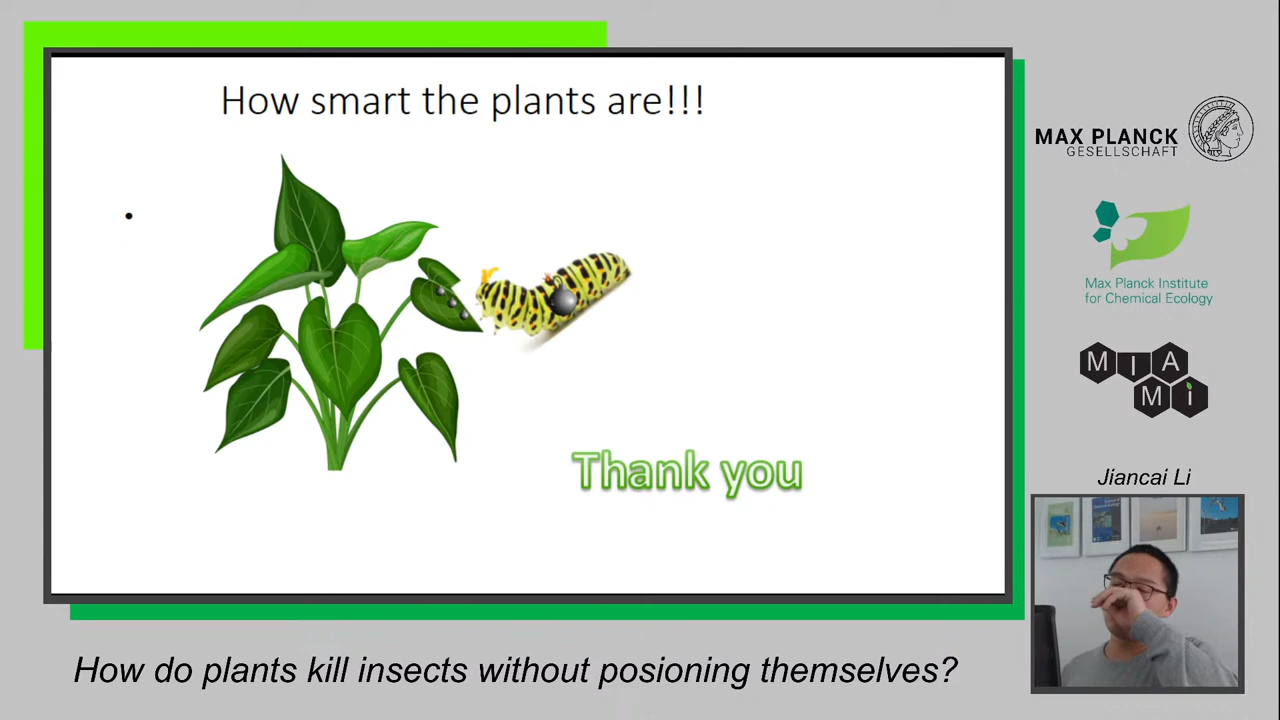 How smart the plants are!!!
Thank you
MAX PLANCK
GESELLSCHAFT
Max Planck Institute
for Chemical Ecology
M I A
M i
Jiancai Li
How do plants kill insects without posioning themselves?